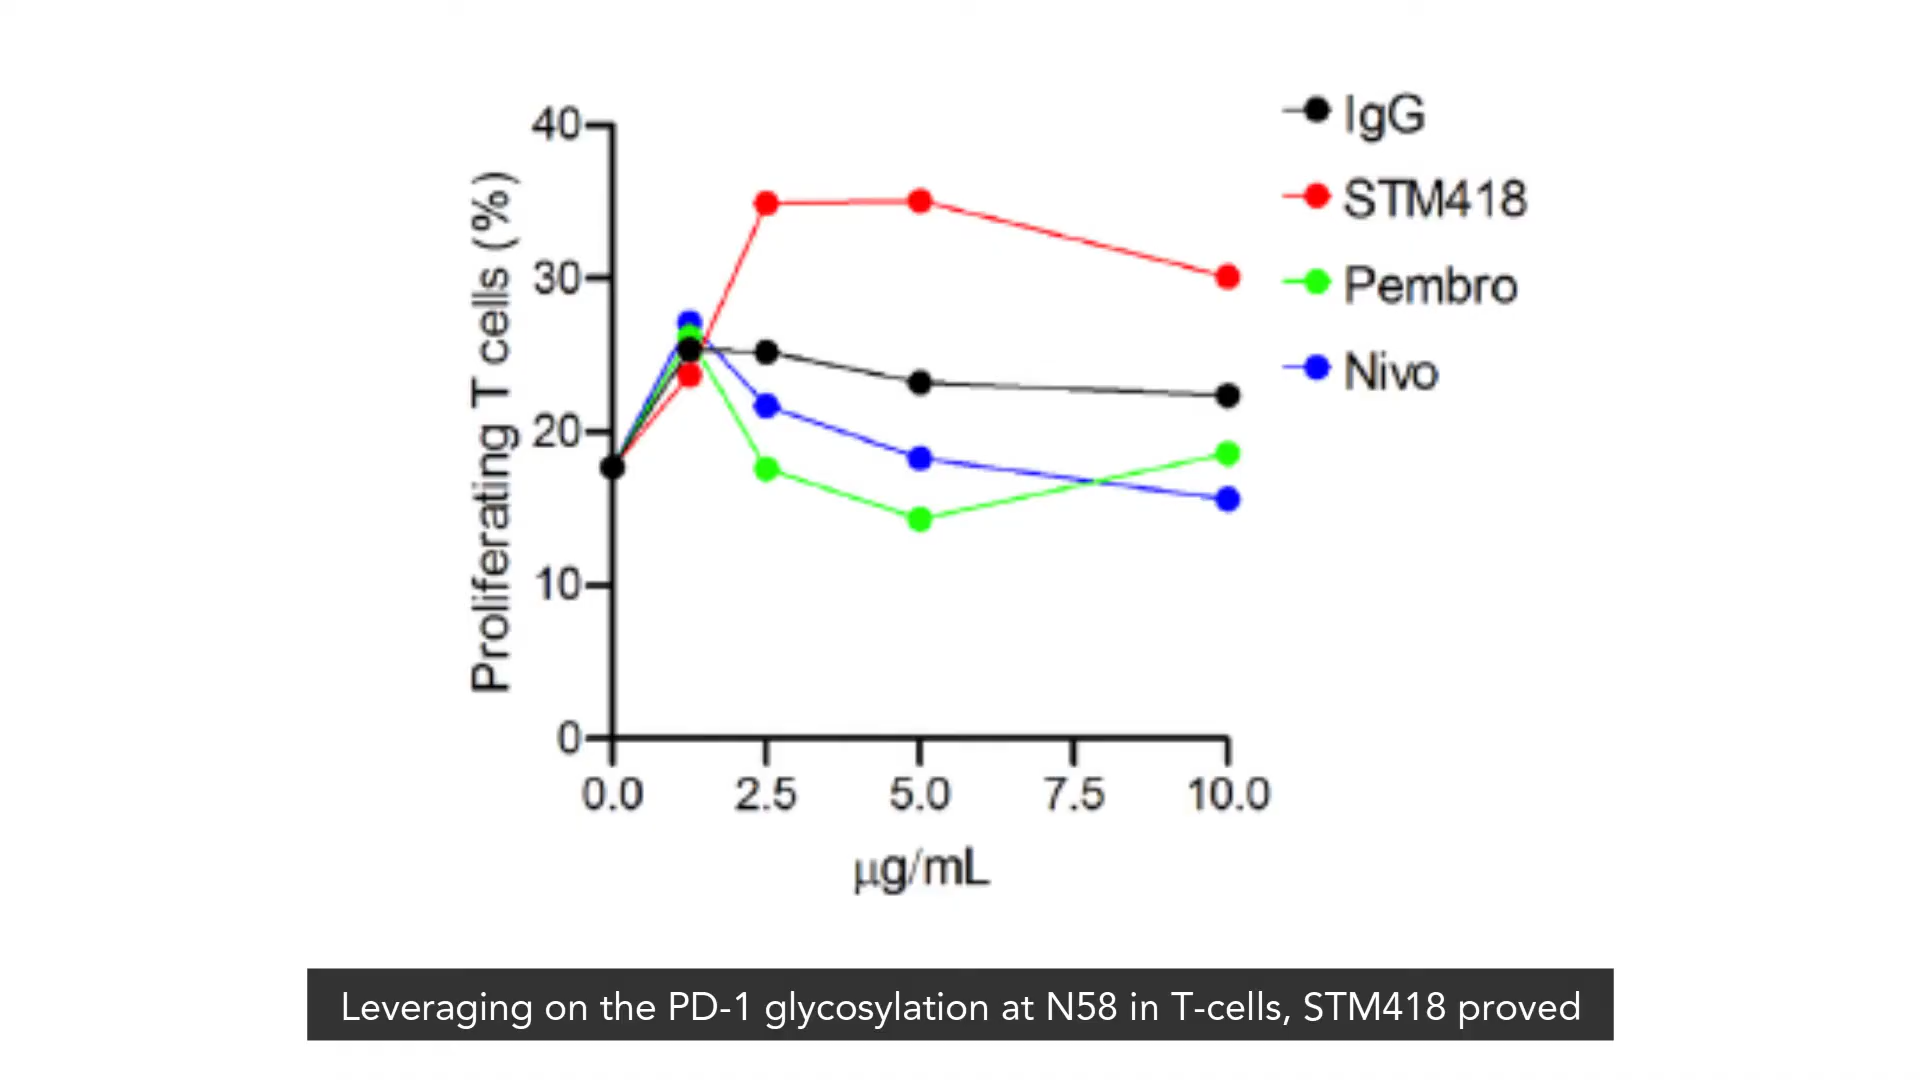 40
30
20
10
0
Proliferating T cells (%)
0.0 2.5 5.0 7.5 10.0
μg/mL
IgG
STM418
Pembro
Nivo
Leveraging on the PD-1 glycosylation at N58 in T-cells, STM418 proved